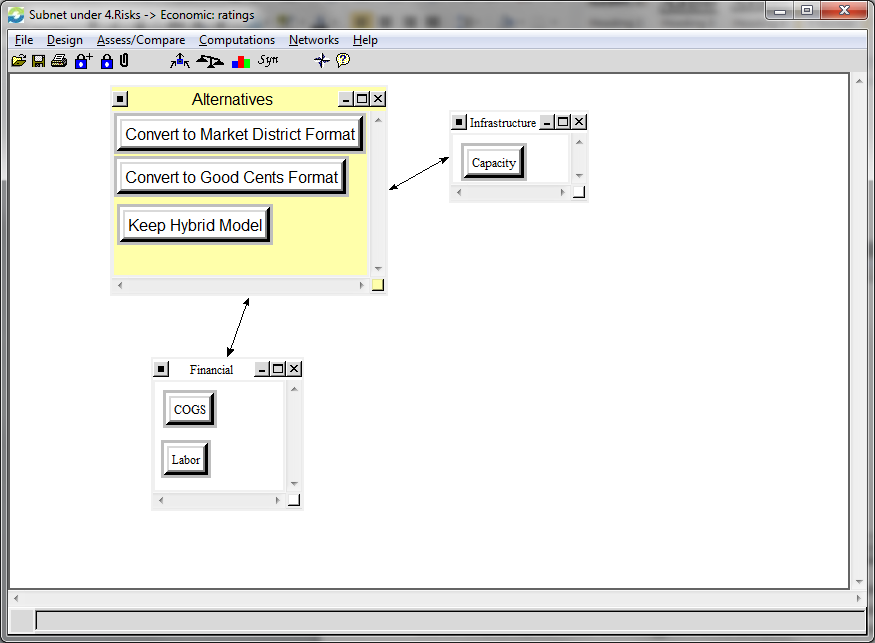 Subnet under 4.Risks -> Economic: ratings
File Design Assess/Compare Computations Networks Help
Syn
Alternatives
Convert to Market District Format
Convert to Good Cents Format
Keep Hybrid Model
Infrastructure
Capacity
Financial
COGS
Labor